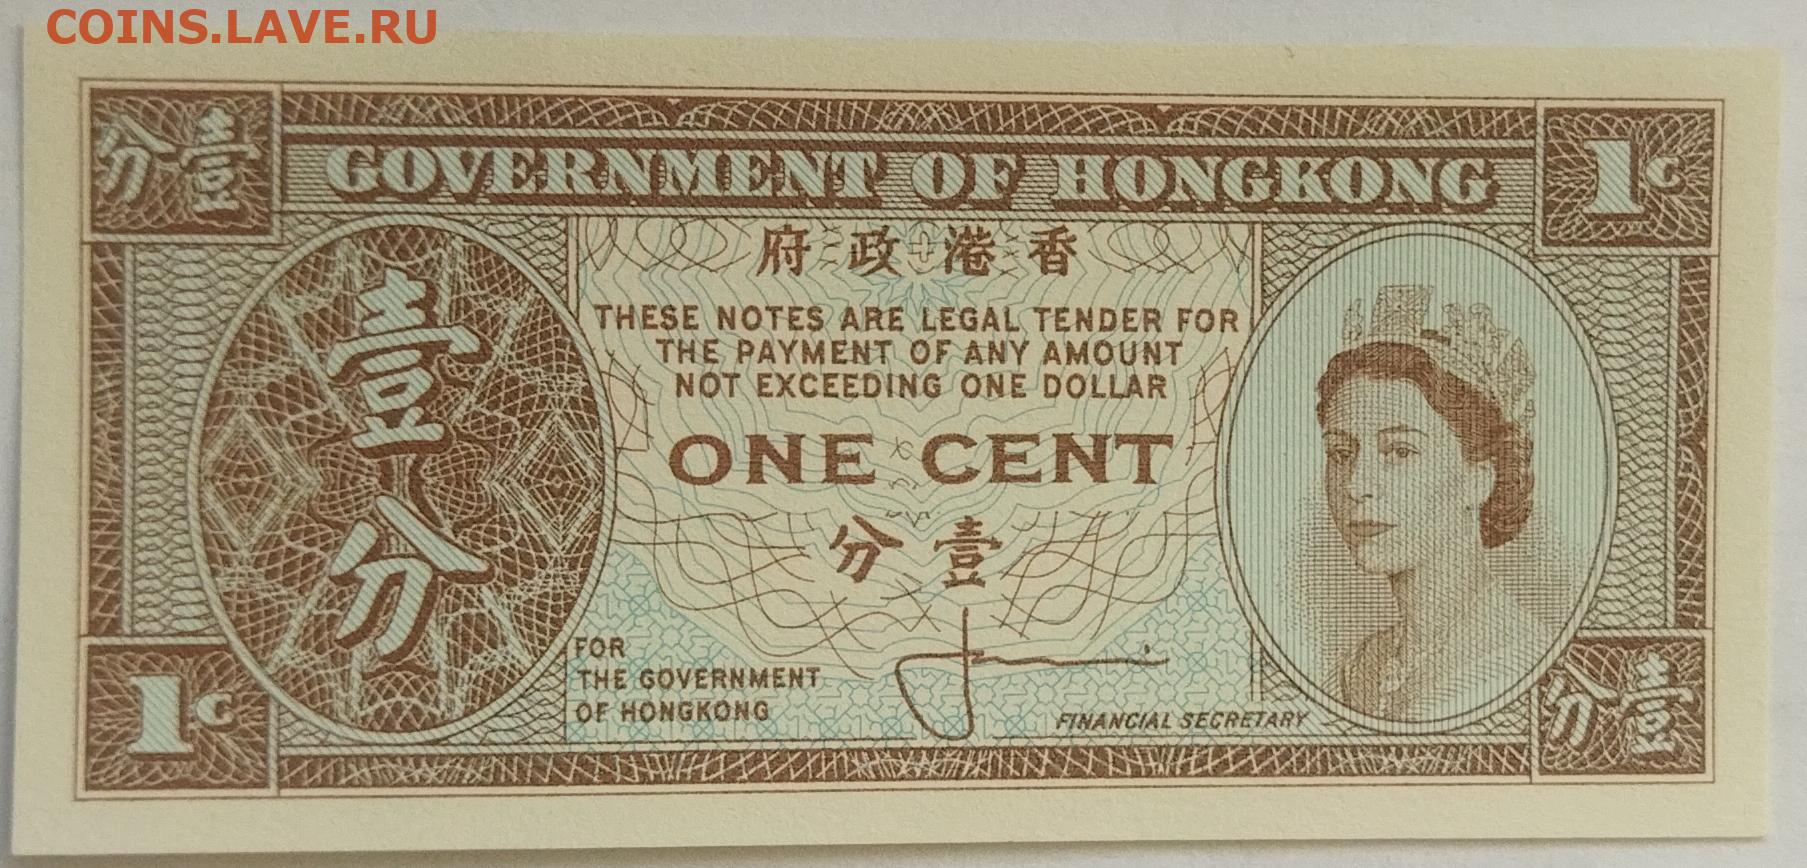 COINS.LAVE.RU
分壹
1C
GOVERNMENT OF HONGKONG
府政港香
THESE NOTES ARE LEGAL TENDER FOR
THE PAYMENT OF ANY AMOUNT
NOT EXCEEDING ONE DOLLAR
壹分
ONE CENT
分壹
FOR
THE GOVERNMENT
OF HONGKONG
FINANCIAL SECRETARY
1C
分壹